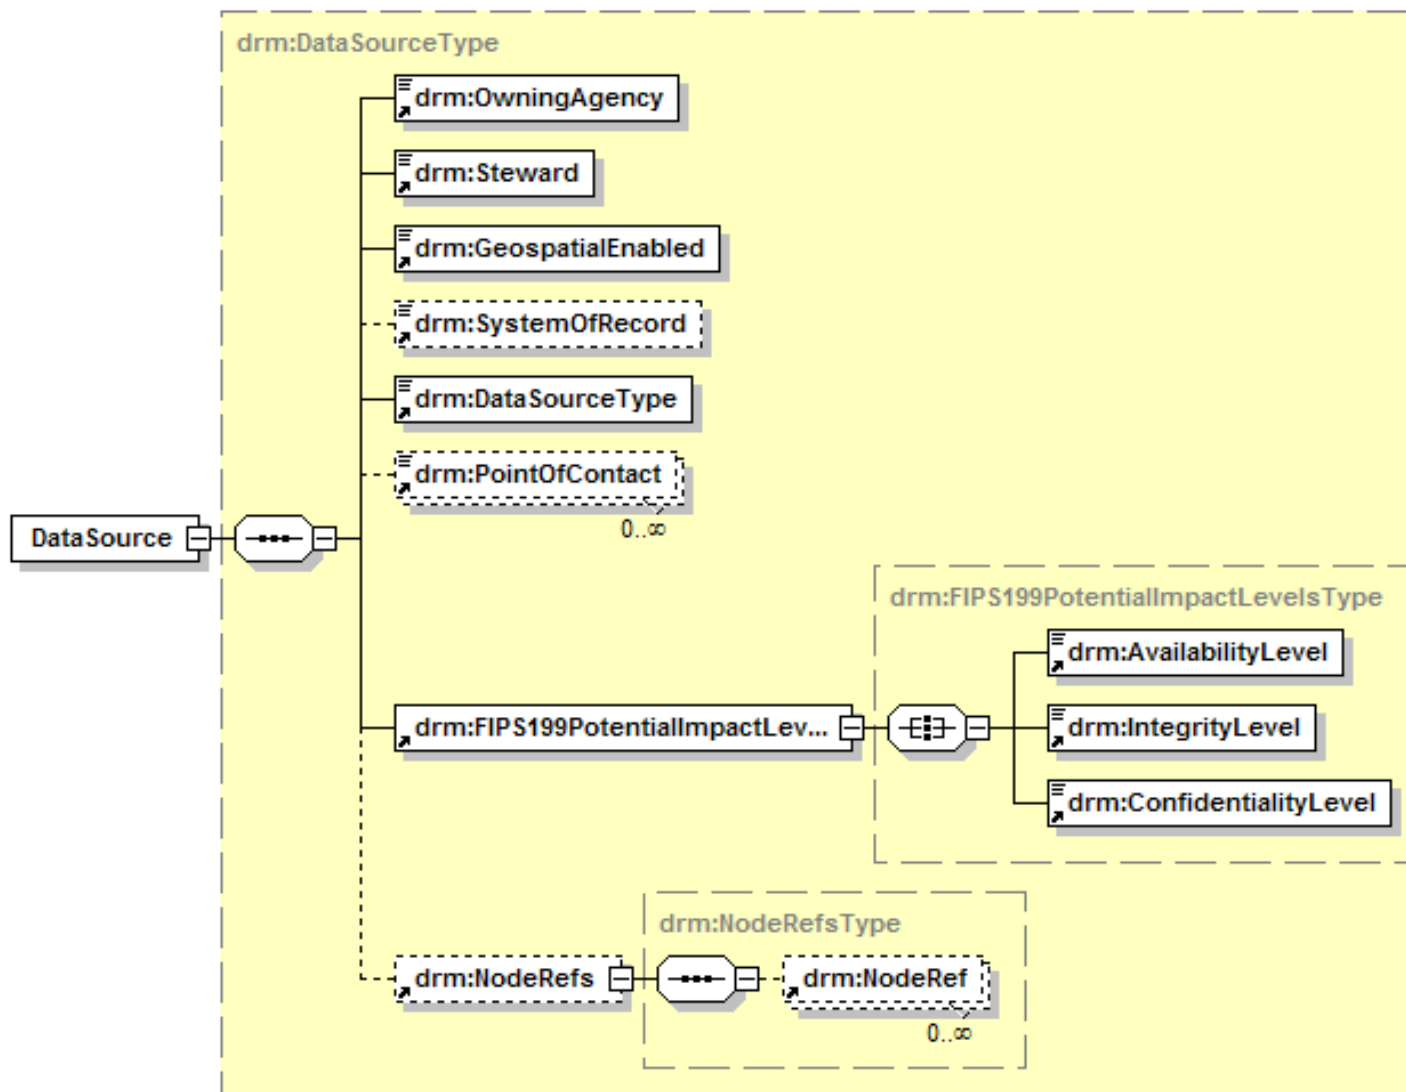 drm:DataSourceType
drm:OwningAgency
drm:Steward
drm:GeospatialEnabled
drm:SystemOfRecord
drm:DataSourceType
drm:PointOfContact
0..∞
DataSource
drm:FIPS199PotentialImpactLevelsType
drm:AvailabilityLevel
drm:FIPS199PotentialImpactLev...
drm:IntegrityLevel
drm:ConfidentialityLevel
drm:NodeRefsType
drm:NodeRefs
drm:NodeRef
0..∞